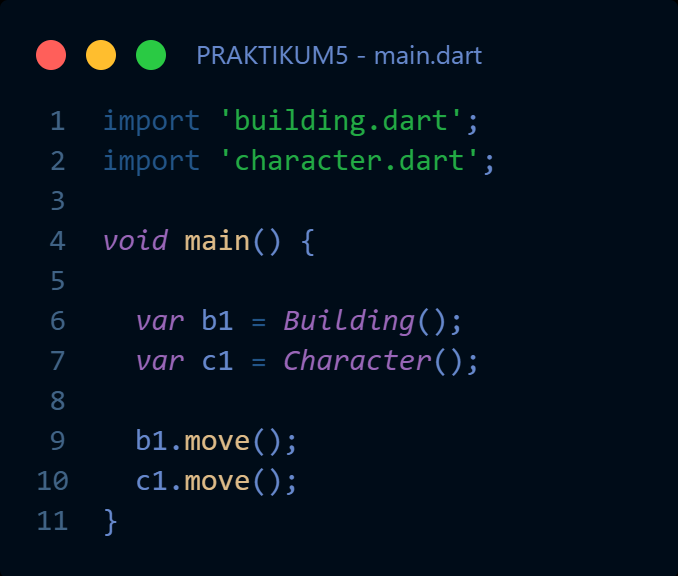 PRAKTIKUM5 - main.dart
1 import 'building.dart';
2 import 'character.dart';
3
4 void main() {
5
6   var b1 = Building();
7   var c1 = Character();
8
9   b1.move();
10   c1.move();
11 }